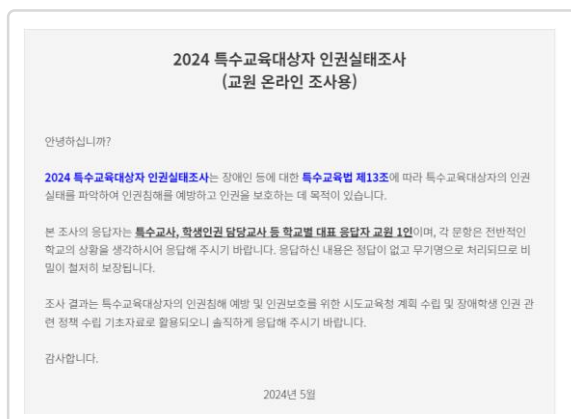 2024 특수교육대상자 인권실태조사
(교원 온라인 조사용)
안녕하십니까?
2024 특수교육대상자 인권실태조사는 장애인 등에 대한 특수교육법 제13조에 따라 특수교육대상자의 인권
실태를 파악하여 인권침해를 예방하고 인권을 보호하는 데 목적이 있습니다.
본 조사의 응답자는 특수교사, 학생인권 담당교사 등 학교별 대표 응답자 교원 1인이며, 각 문항은 전반적인
학교의 상황을 생각하시어 응답해 주시기 바랍니다. 응답하신 내용은 정답이 없고 무기명으로 처리되므로 비
밀이 철저히 보장됩니다.
조사 결과는 특수교육대상자의 인권침해 예방 및 인권보호를 위한 시도교육청 계획 수립 및 장애학생 인권 관
련 정책 수립 기초자료로 활용되오니 솔직하게 응답해 주시기 바랍니다.
감사합니다.
2024년 5월